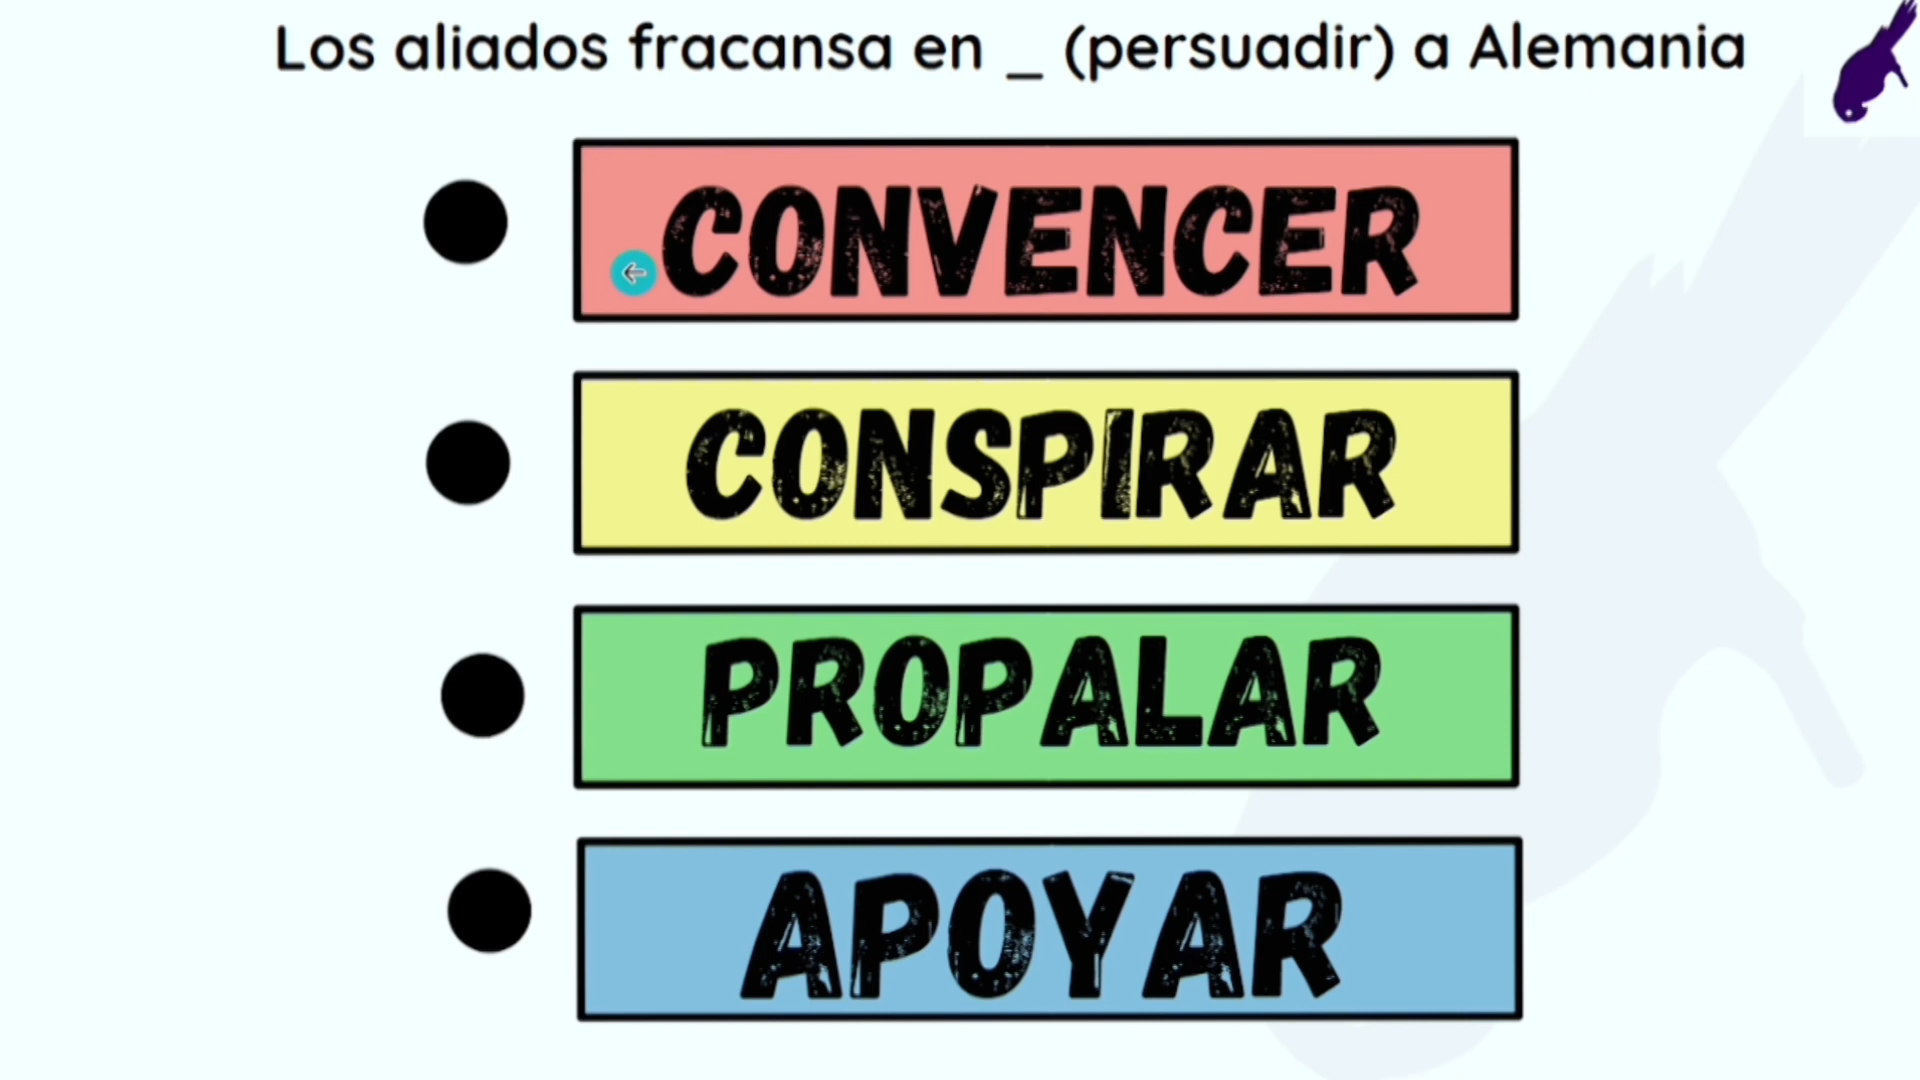 Los aliados fracansa en _ (persuadir) a Alemania
CONVENCER
CONSPIRAR
PROPALAR
APOYAR